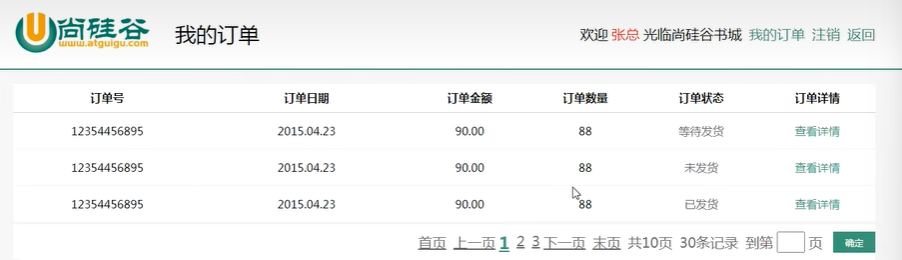 尚硅谷 我的订单 欢迎 张总 光临尚硅谷书城 我的订单 注销 返回
www.atguigu.com
订单号 订单日期 订单金额 订单数量 订单状态 订单详情
12354456895 2015.04.23 90.00 88 等待发货 查看详情
12354456895 2015.04.23 90.00 88 未发货 查看详情
12354456895 2015.04.23 90.00 88 已发货 查看详情
首页 上一页 1 2 3 下一页 末页 共10页 30条记录 到第 页 确定